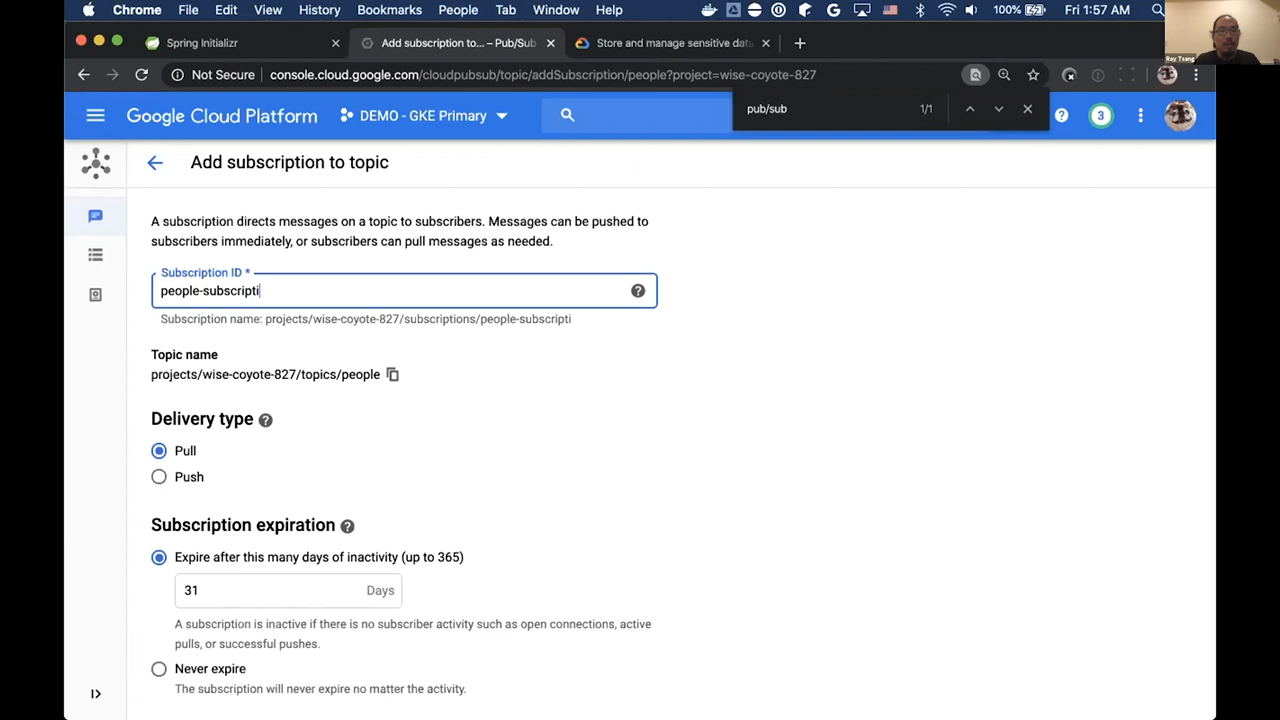 Chrome File Edit View History Bookmarks People Tab Window Help 100% Fri 1:57 AM
Spring Initializr Add subscription to... – Pub/Sub Store and manage sensitive data
Not Secure console.cloud.google.com/cloudpubsub/topic/addSubscription/people?project=wise-coyote-827
Ray Tsang
pub/sub 1/1
Google Cloud Platform DEMO - GKE Primary 3
Add subscription to topic
A subscription directs messages on a topic to subscribers. Messages can be pushed to
subscribers immediately, or subscribers can pull messages as needed.
Subscription ID *
people-subscripti
Subscription name: projects/wise-coyote-827/subscriptions/people-subscripti
Topic name
projects/wise-coyote-827/topics/people
Delivery type
Pull
Push
Subscription expiration
Expire after this many days of inactivity (up to 365)
31 Days
A subscription is inactive if there is no subscriber activity such as open connections, active
pulls, or successful pushes.
Never expire
The subscription will never expire no matter the activity.